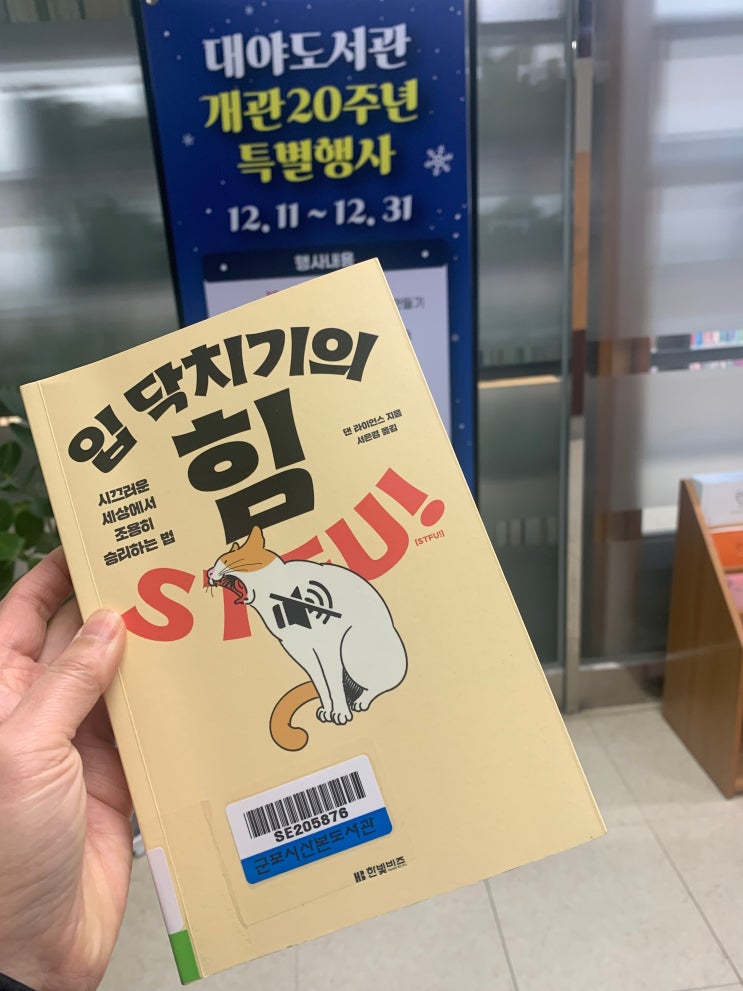 대야도서관
개관20주년
특별행사
12. 11 ~ 12. 31
행사내용
입 닥치기의
힘
댄 라이언스 지음
서은경 옮김
시끄러운
세상에서
조용히
승리하는 법
STFU!
[STFU!]
SE205876
군포시산본도서관
한빛비즈